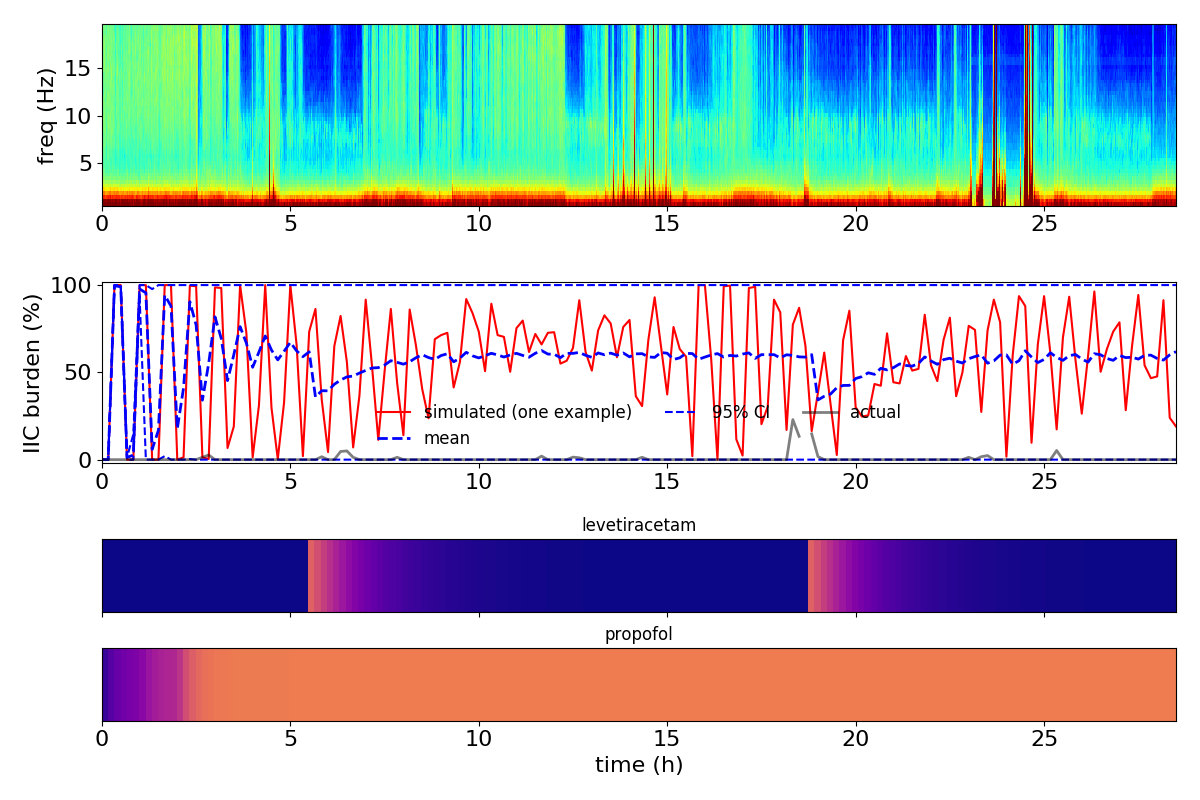 freq (Hz)
15
10
5
0 5 10 15 20 25
IIC burden (%)
100
50
0
simulated (one example) 95% CI actual
mean
0 5 10 15 20 25
levetiracetam
propofol
0 5 10 15 20 25
time (h)